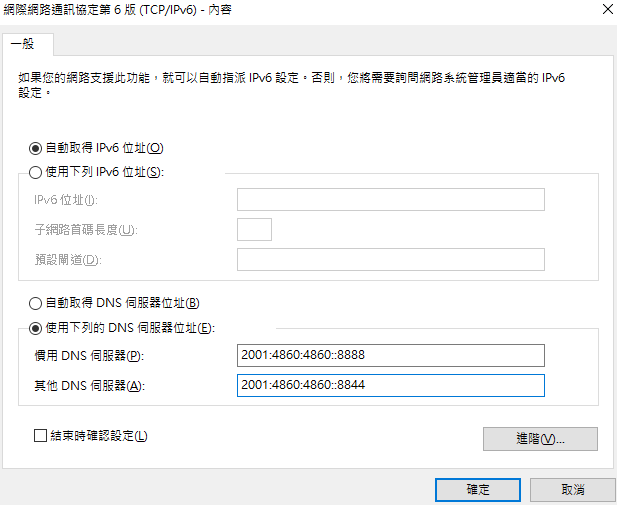 網際網路通訊協定第 6 版 (TCP/IPv6) - 內容
一般
如果您的網路支援此功能，就可以自動指派 IPv6 設定。否則，您將需要詢問網路系統管理員適當的 IPv6
設定。
自動取得 IPv6 位址(O)
使用下列 IPv6 位址(S):
IPv6 位址(I):
子網路首碼長度(U):
預設閘道(D):
自動取得 DNS 伺服器位址(B)
使用下列的 DNS 伺服器位址(E):
慣用 DNS 伺服器(P):
2001:4860:4860::8888
其他 DNS 伺服器(A):
2001:4860:4860::8844
結束時確認設定(L)
進階(V)...
確定
取消